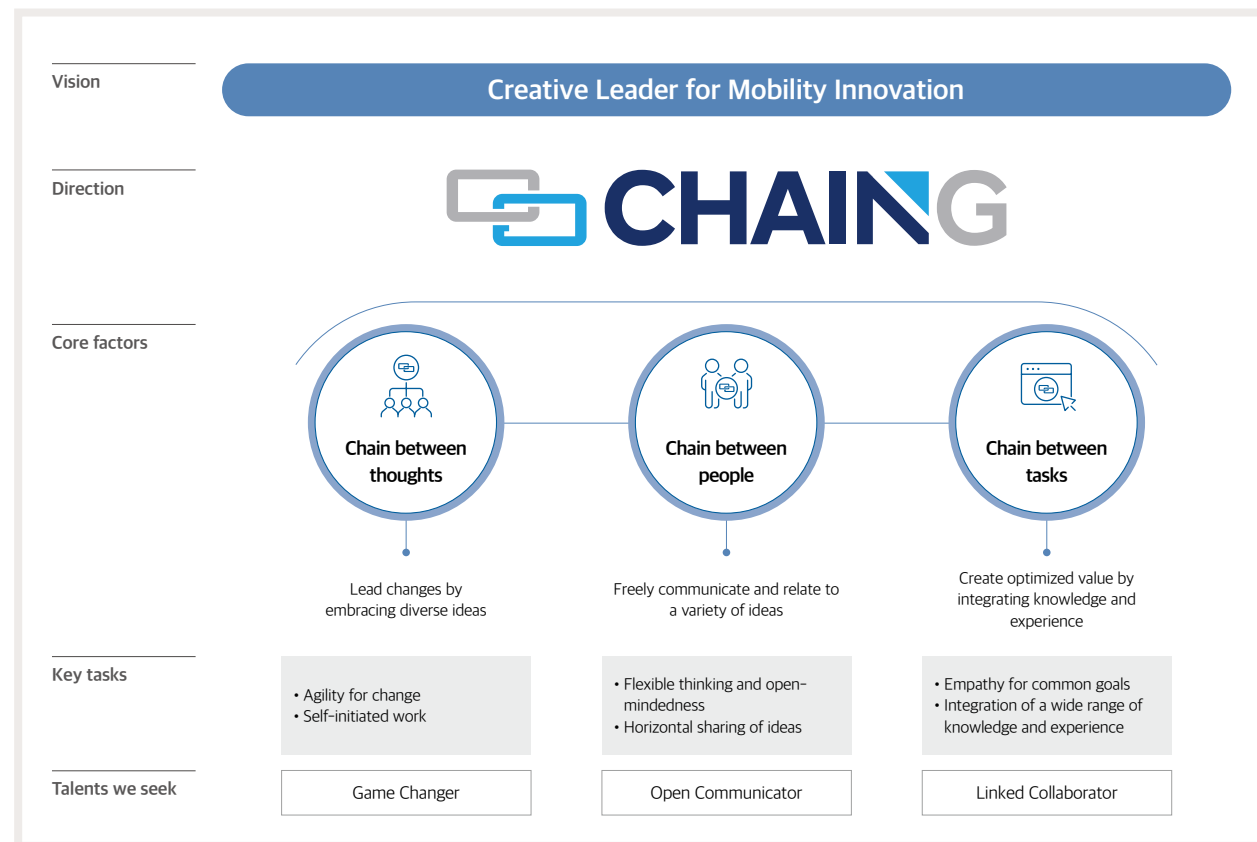 Vision
Creative Leader for Mobility Innovation
Direction
CHAING
Core factors
Chain between
thoughts
Chain between
people
Chain between
tasks
Lead changes by
embracing diverse ideas
Freely communicate and relate to
a variety of ideas
Create optimized value by
integrating knowledge and
experience
Key tasks
• Agility for change
• Self-initiated work
• Flexible thinking and open-
mindedness
• Horizontal sharing of ideas
• Empathy for common goals
• Integration of a wide range of
knowledge and experience
Talents we seek
Game Changer
Open Communicator
Linked Collaborator